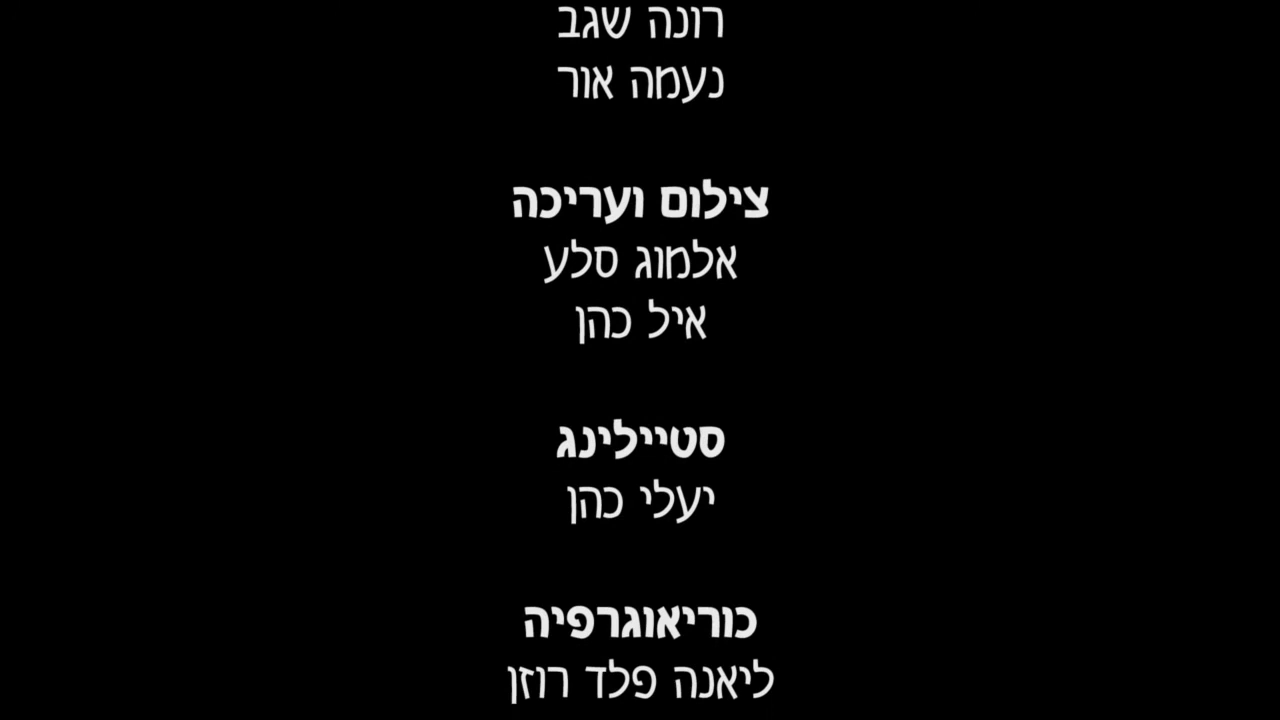 רונה שגב
נעמה אור
צילום ועריכה
אלמוג סלע
איל כהן
סטיילינג
יעלי כהן
כוריאוגרפיה
ליאנה פלד רוזן